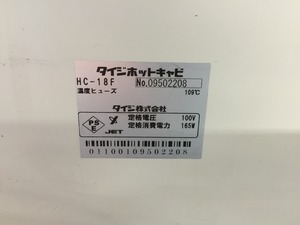 タイジホットキャビ
HC-18F No.09502208
温度ヒューズ 109℃
タイジ株式会社
PSE JET 定格電圧 100V
定格消費電力 165W
01100109502208